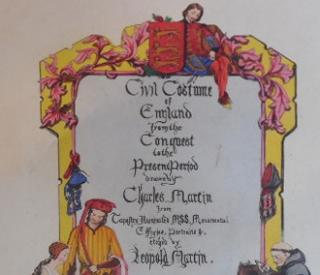 Civil Costume
of
England
from the
Conquest
to the
Present Period
drawn by
Charles Martin
from
Tapestry, Illuminated MSS, Monumental
Effigies, Portraits &c.
etched by
Leopold Martin.